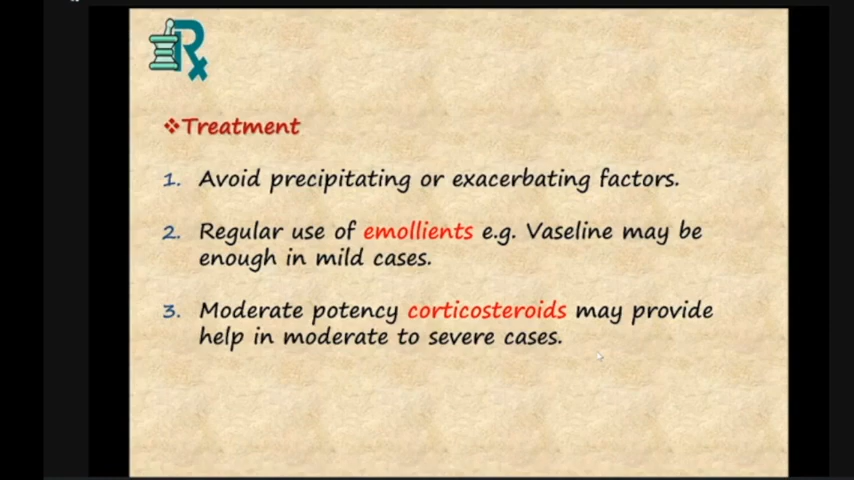 Rx
❖Treatment
1. Avoid precipitating or exacerbating factors.
2. Regular use of emollients e.g. Vaseline may be
enough in mild cases.
3. Moderate potency corticosteroids may provide
help in moderate to severe cases.